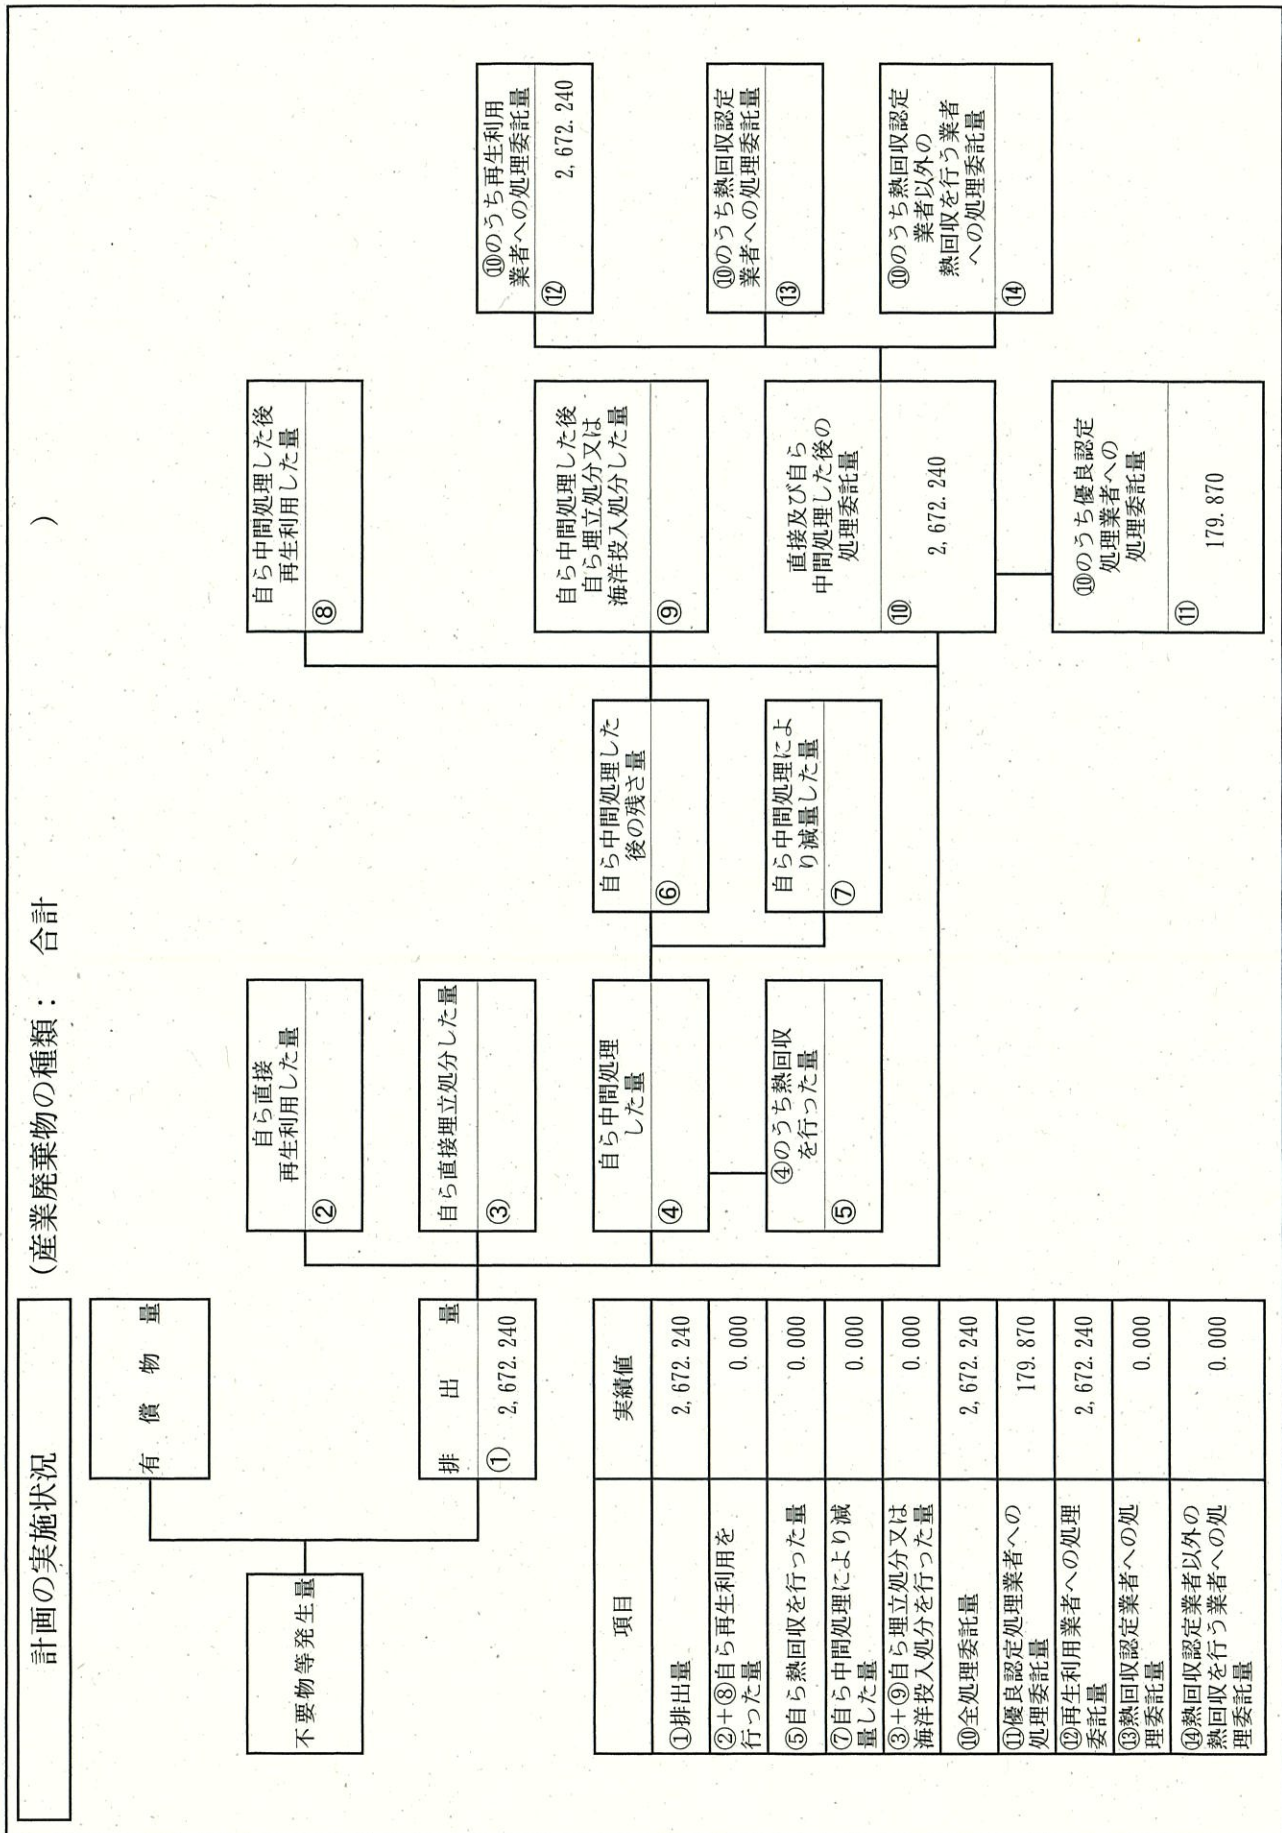 計画の実施状況
(産業廃棄物の種類： 合計 )
不要物等発生量
有償物量
排出量
① 2,672.240
自ら直接
再生利用した量
②
自ら直接埋立処分した量
③
自ら中間処理
した量
④
④のうち熱回収
を行った量
⑤
自ら中間処理した
後の残さ量
⑥
自ら中間処理によ
り減量した量
⑦
自ら中間処理した後
再生利用した量
⑧
自ら中間処理した後
自ら埋立処分又は
海洋投入処分した量
⑨
直接及び自ら
中間処理した後の
処理委託量
⑩
2,672.240
⑩のうち優良認定
処理業者への
処理委託量
⑪
179.870
⑩のうち再生利用
業者への処理委託量
⑫ 2,672.240
⑩のうち熱回収認定
業者への処理委託量
⑬
⑩のうち熱回収認定
業者以外の
熱回収を行う業者
への処理委託量
⑭
項目 実績値
①排出量 2,672.240
②+⑧自ら再生利用を
行った量 0.000
⑤自ら熱回収を行った量 0.000
⑦自ら中間処理により減
量した量 0.000
③+⑨自ら埋立処分又は
海洋投入処分を行った量 0.000
⑩全処理委託量 2,672.240
⑪優良認定処理業者への
処理委託量 179.870
⑫再生利用業者への処理
委託量 2,672.240
⑬熱回収認定業者への処
理委託量 0.000
⑭熱回収認定業者以外の
熱回収を行う業者への処
理委託量 0.000